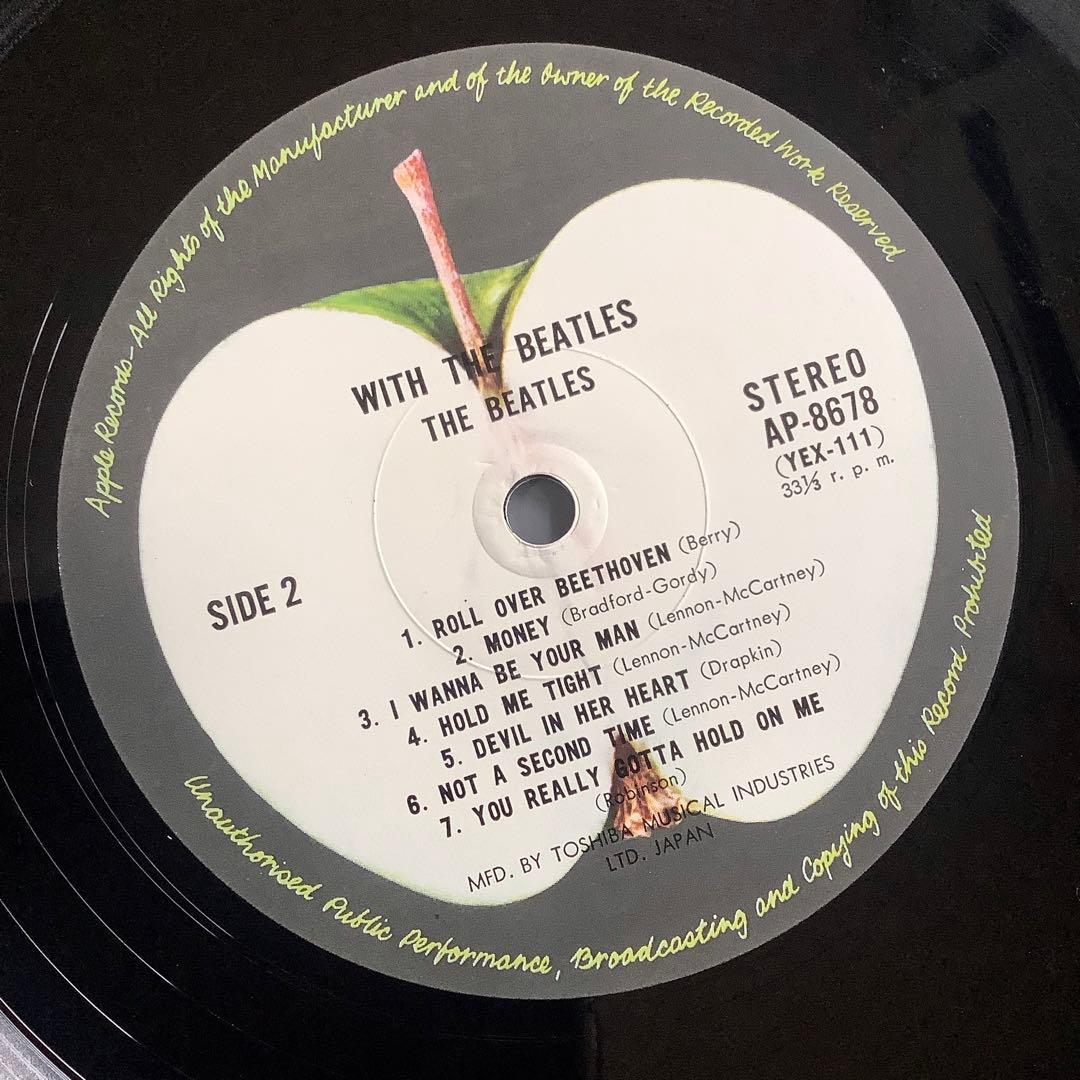 Apple Records-All Rights of the Manufacturer and of the Owner of the Recorded Work Reserved
WITH THE BEATLES
THE BEATLES
STEREO
AP-8678
(YEX-111)
33⅓ r. p. m.
SIDE 2
1. ROLL OVER BEETHOVEN (Berry)
2. MONEY (Bradford-Gordy)
3. I WANNA BE YOUR MAN (Lennon-McCartney)
4. HOLD ME TIGHT (Lennon-McCartney)
5. DEVIL IN HER HEART (Drapkin)
6. NOT A SECOND TIME (Lennon-McCartney)
7. YOU REALLY GOTTA HOLD ON ME
(Robinson)
MFD. BY TOSHIBA MUSICAL INDUSTRIES
LTD. JAPAN
Unauthorised Public Performance, Broadcasting and Copying of this Record Prohibited